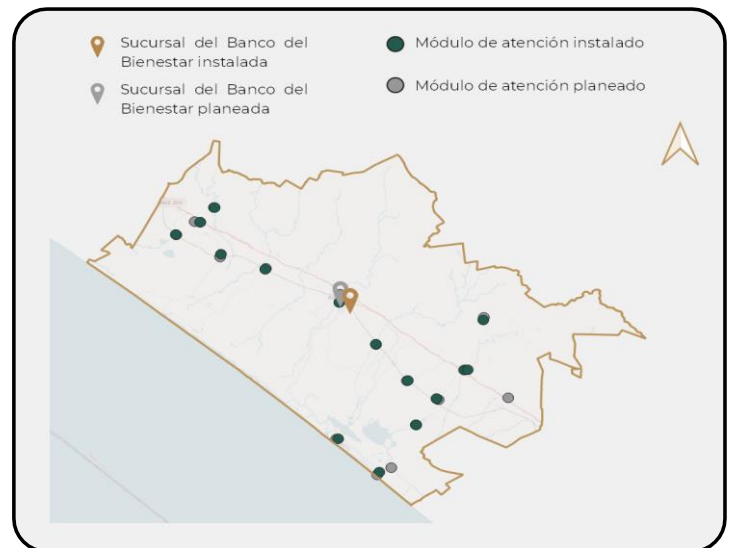 Sucursal del Banco del
Bienestar instalada
Sucursal del Banco del
Bienestar planeada
Módulo de atención instalado
Módulo de atención planeado